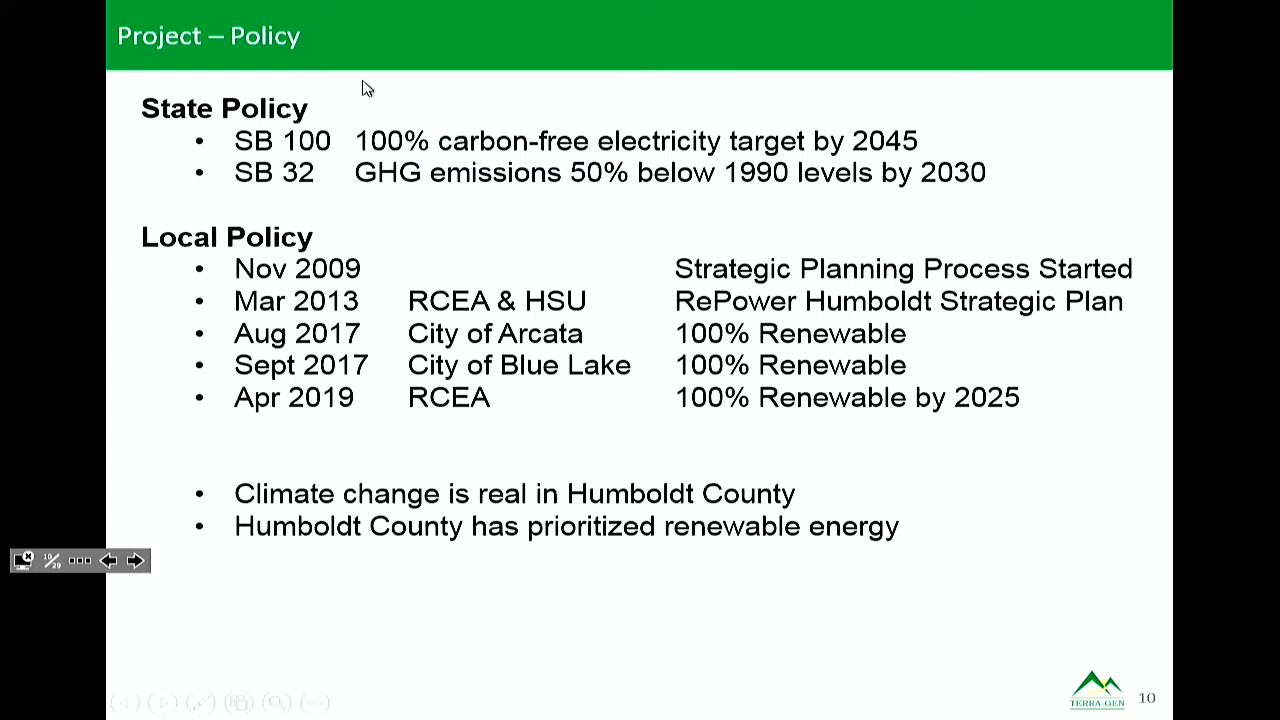 Project – Policy
State Policy
• SB 100 100% carbon-free electricity target by 2045
• SB 32 GHG emissions 50% below 1990 levels by 2030
Local Policy
• Nov 2009 Strategic Planning Process Started
• Mar 2013 RCEA & HSU RePower Humboldt Strategic Plan
• Aug 2017 City of Arcata 100% Renewable
• Sept 2017 City of Blue Lake 100% Renewable
• Apr 2019 RCEA 100% Renewable by 2025
• Climate change is real in Humboldt County
• Humboldt County has prioritized renewable energy
10/29
TERRA-GEN
10